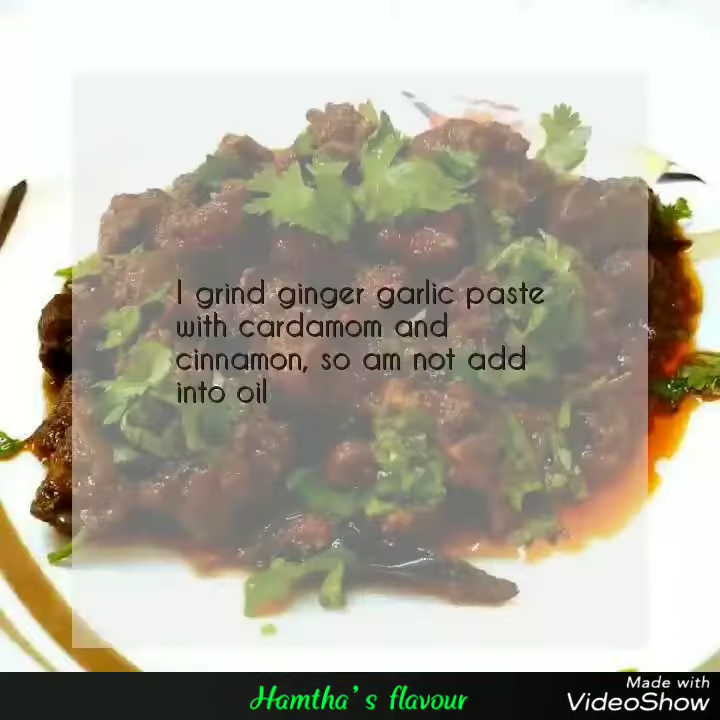 I grind ginger garlic paste
with cardamom and
cinnamon, so am not add
into oil
Made with
VideoShow
Hamtha's flavour